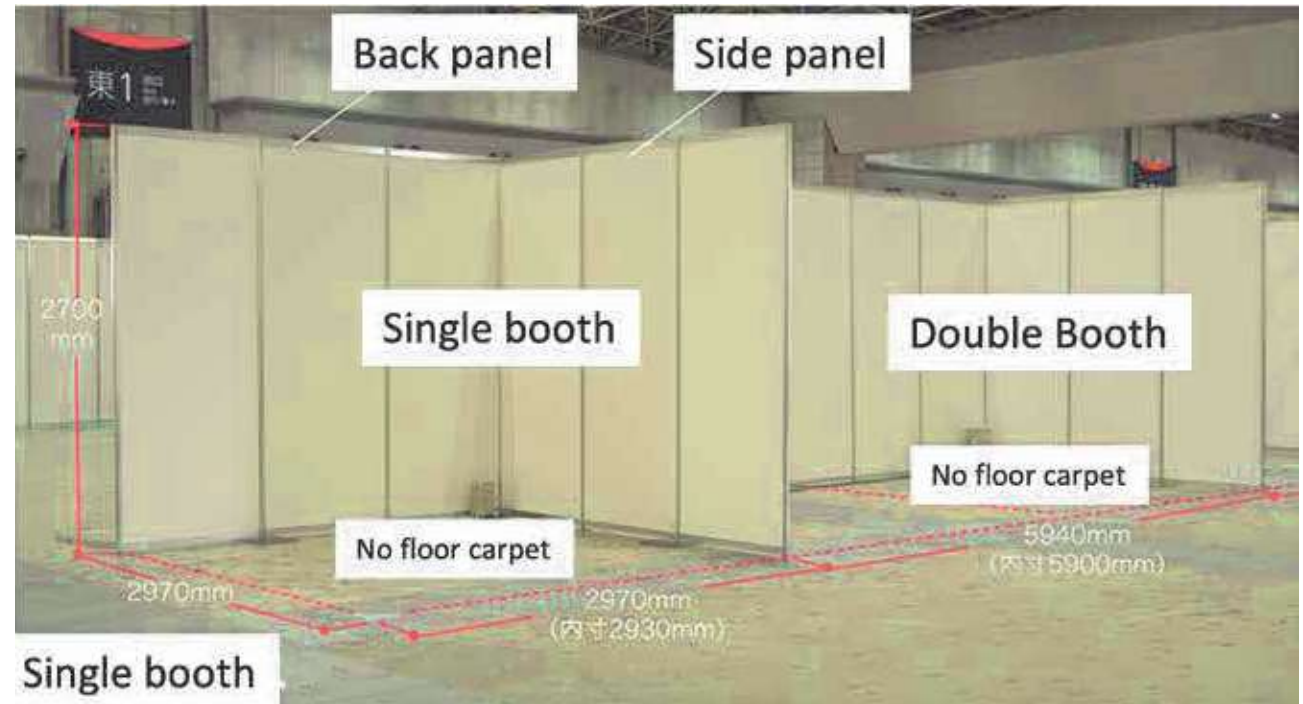 Back panel
Side panel
東1
2700
mm
Single booth
Double Booth
No floor carpet
No floor carpet
5940mm
(内寸5900mm)
2970mm
2970mm
(内寸2930mm)
Single booth